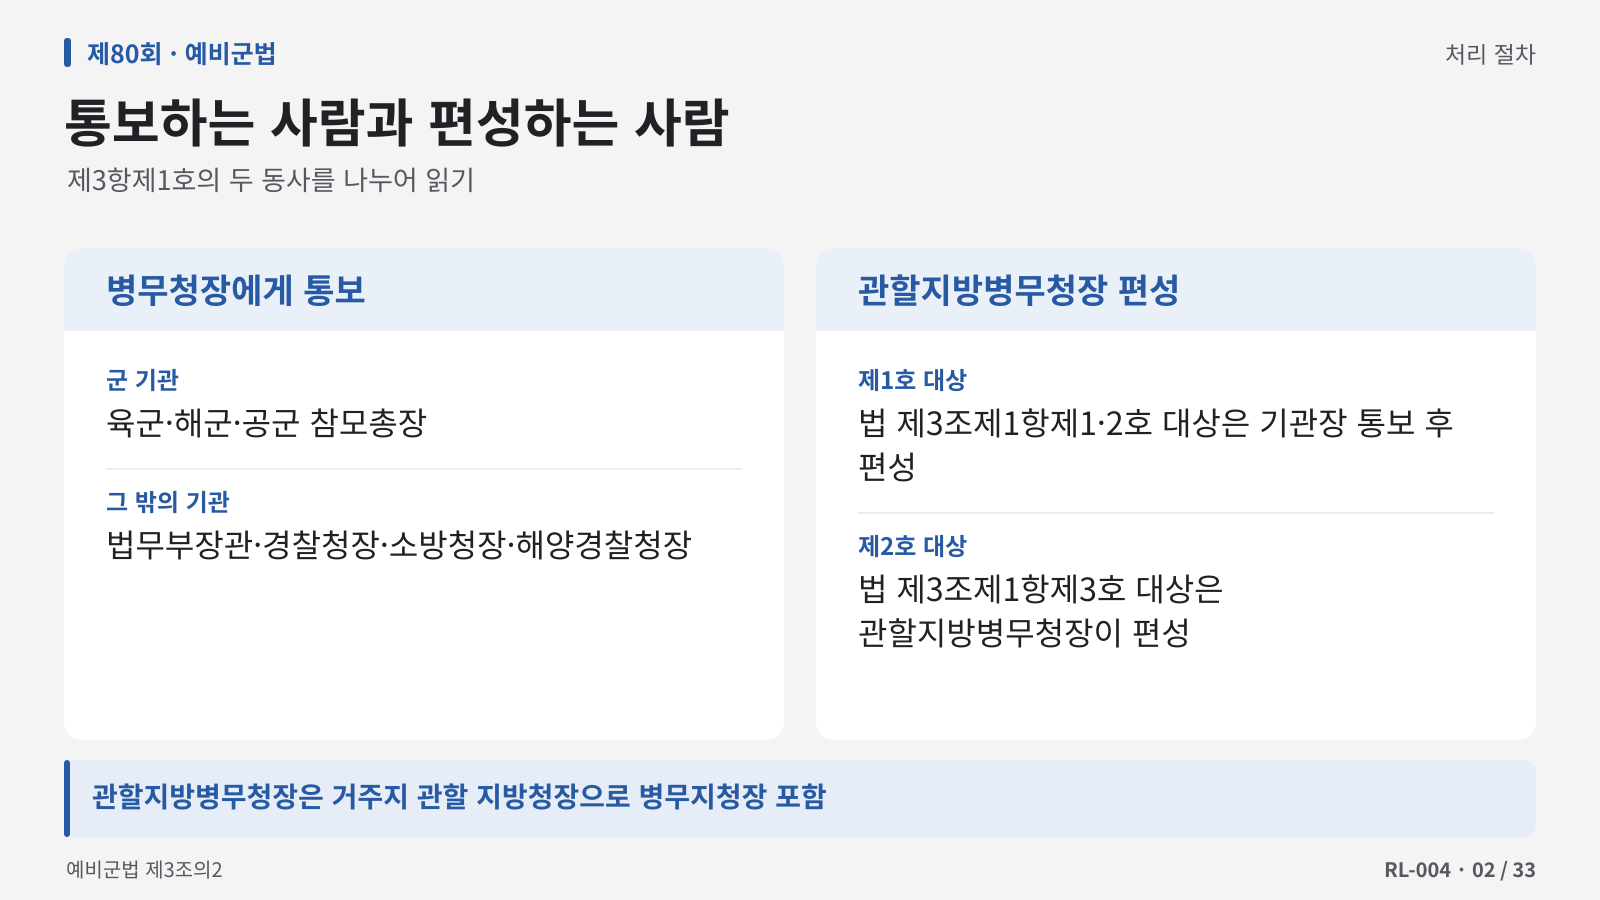 제80회 · 예비군법
처리 절차
통보하는 사람과 편성하는 사람
제3항제1호의 두 동사를 나누어 읽기
병무청장에게 통보
군 기관
육군·해군·공군 참모총장
그 밖의 기관
법무부장관·경찰청장·소방청장·해양경찰청장
관할지방병무청장 편성
제1호 대상
법 제3조제1항제1·2호 대상은 기관장 통보 후
편성
제2호 대상
법 제3조제1항제3호 대상은
관할지방병무청장이 편성
관할지방병무청장은 거주지 관할 지방청장으로 병무지청장 포함
예비군법 제3조의2
RL-004 · 02 / 33